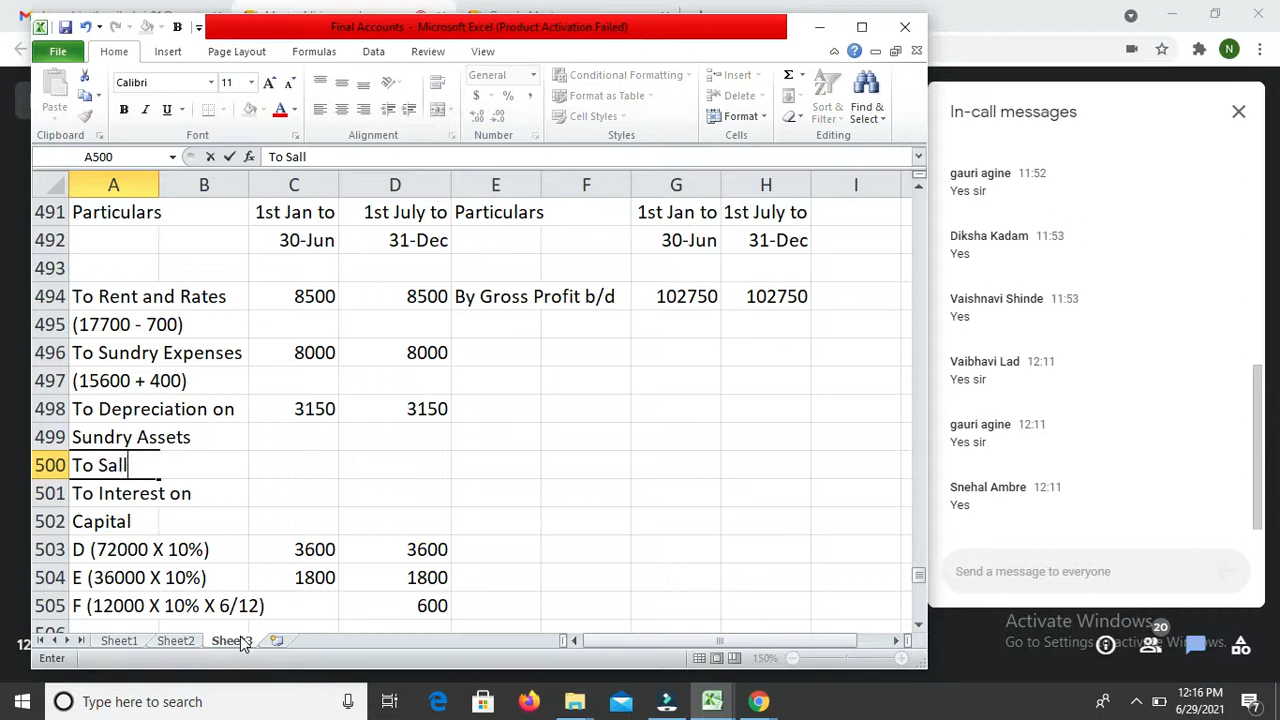 Final Accounts - Microsoft Excel (Product Activation Failed)
File Home Insert Page Layout Formulas Data Review View
Paste
Calibri 11
B I U
General
$ % ,
Conditional Formatting
Format as Table
Cell Styles
Insert
Delete
Format
Σ
Sort & Filter
Find & Select
Clipboard Font Alignment Number Styles Cells Editing
A500 fx To Sall
A B C D E F G H I
491 Particulars 1st Jan to 1st July to Particulars 1st Jan to 1st July to
492 30-Jun 31-Dec 30-Jun 31-Dec
493
494 To Rent and Rates 8500 8500 By Gross Profit b/d 102750 102750
495 (17700 - 700)
496 To Sundry Expenses 8000 8000
497 (15600 + 400)
498 To Depreciation on 3150 3150
499 Sundry Assets
500 To Sall
501 To Interest on
502 Capital
503 D (72000 X 10%) 3600 3600
504 E (36000 X 10%) 1800 1800
505 F (12000 X 10% X 6/12) 600
Sheet1 Sheet2 Sheet3
Enter 150%
N
In-call messages
gauri agine 11:52
Yes sir
Diksha Kadam 11:53
Yes
Vaishnavi Shinde 11:53
Yes
Vaibhavi Lad 12:11
Yes sir
gauri agine 12:11
Yes sir
Snehal Ambre 12:11
Yes
Send a message to everyone
Activate Windows
Go to Settings to activate Windows.
20
12
Type here to search
12:16 PM
6/29/2021
7